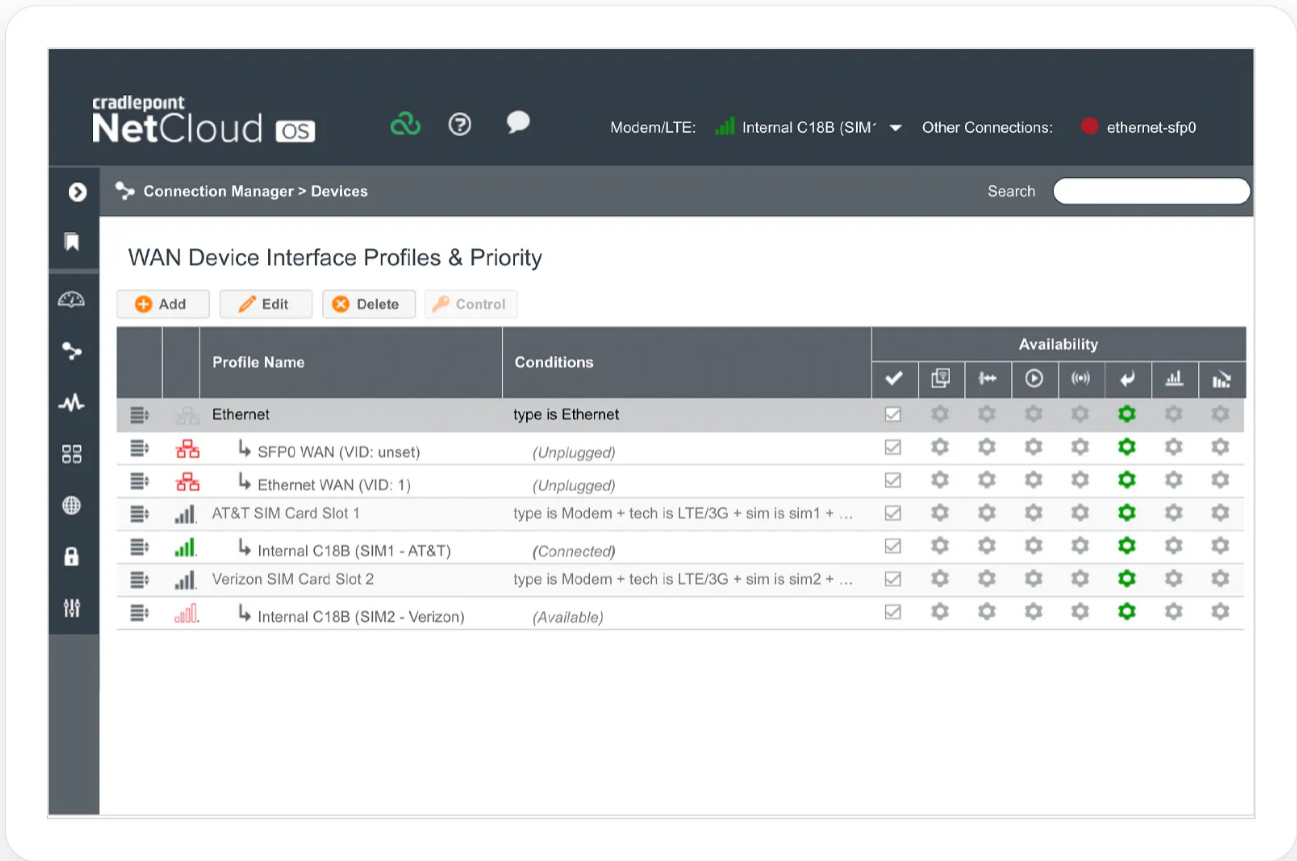 cradlepoint
NetCloud OS
Modem/LTE: Internal C18B (SIM Other Connections: ethernet-sfp0
Connection Manager > Devices Search
WAN Device Interface Profiles & Priority
Add Edit Delete Control
Availability
Profile Name Conditions
Ethernet type is Ethernet
SFP0 WAN (VID: unset) (Unplugged)
Ethernet WAN (VID: 1) (Unplugged)
AT&T SIM Card Slot 1 type is Modem + tech is LTE/3G + sim is sim1 + ...
Internal C18B (SIM1 - AT&T) (Connected)
Verizon SIM Card Slot 2 type is Modem + tech is LTE/3G + sim is sim2 + ...
Internal C18B (SIM2 - Verizon) (Available)